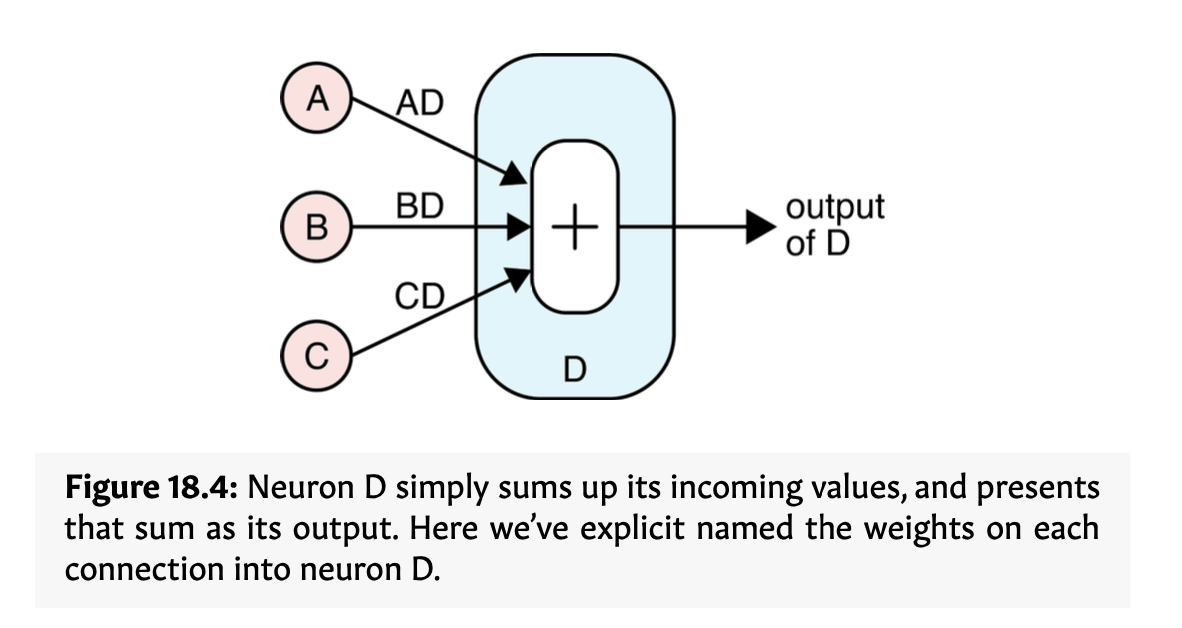 A
AD
B
BD
C
CD
+
D
output
of D
Figure 18.4: Neuron D simply sums up its incoming values, and presents
that sum as its output. Here we’ve explicit named the weights on each
connection into neuron D.